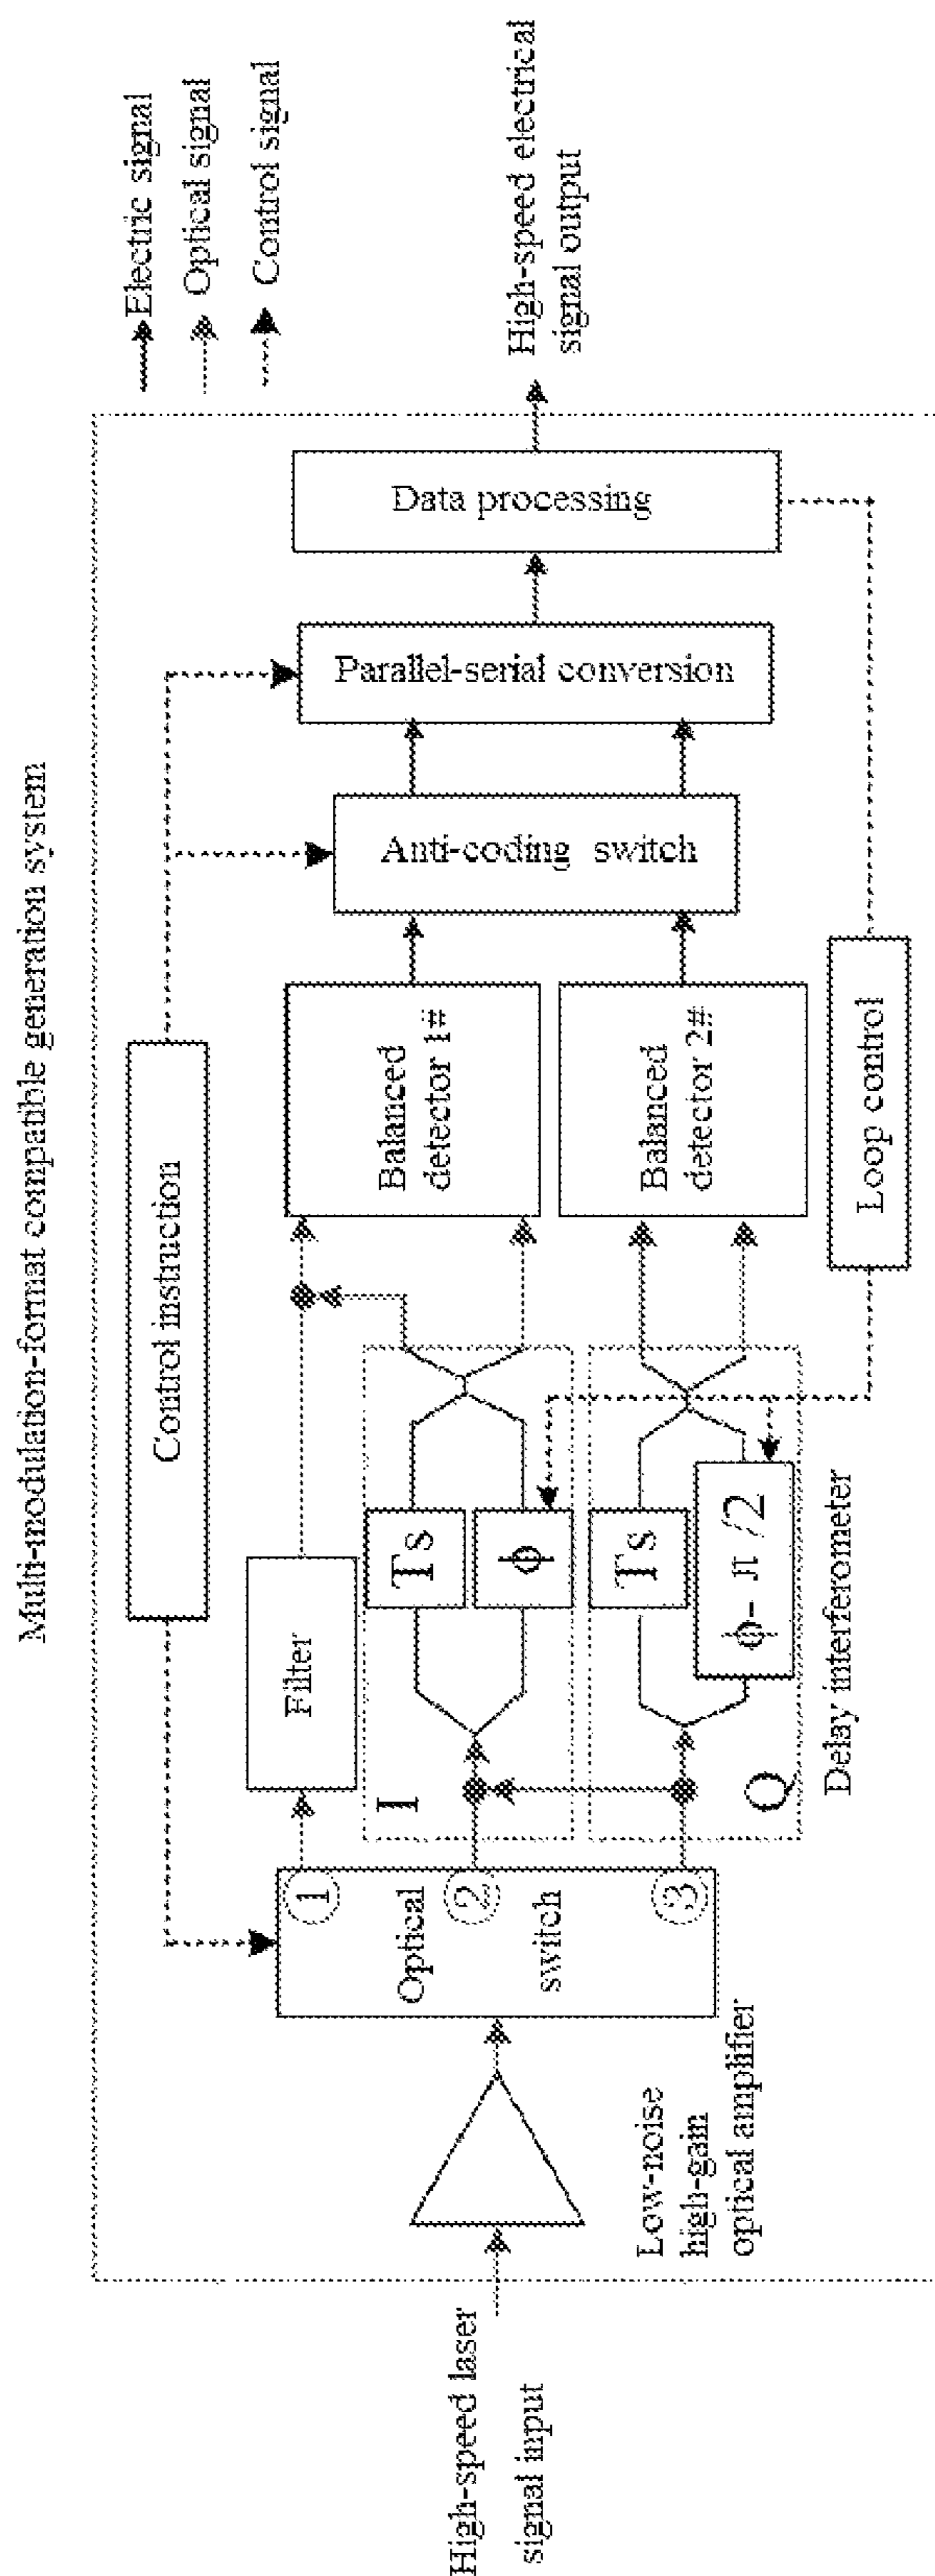 Multi-modulation-format compatible generation system
Electric signal
Optical signal
Control signal
Control instruction
High-speed laser
signal input
Low-noise
high-gain
optical amplifier
Optical
switch
1
2
3
Filter
I
Ts
ϕ
Q
Ts
ϕ- π /2
Delay interferometer
Balanced
detector 1#
Balanced
detector 2#
Loop control
Anti-coding switch
Parallel-serial conversion
Data processing
High-speed electrical
signal output